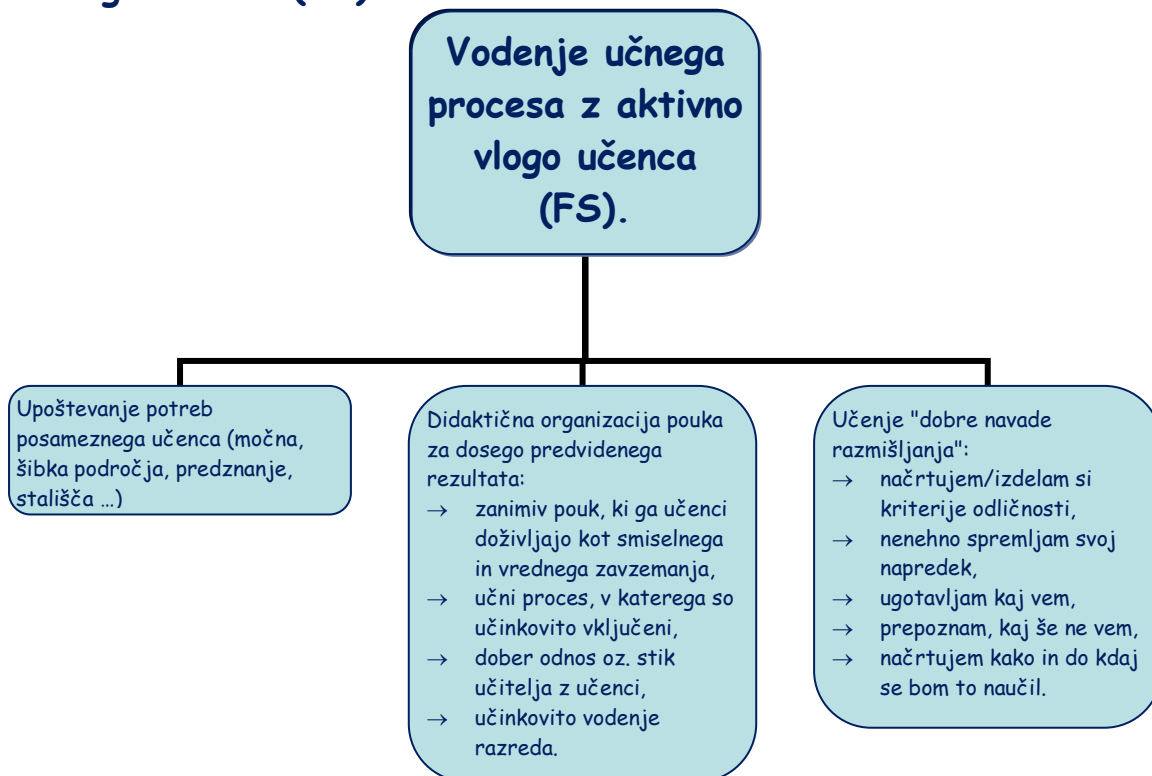 Vodenje učnega
procesa z aktivno
vlogo učenca
(FS).
Upoštevanje potreb
posameznega učenca (močna,
šibka področja, predznanje,
stališča …)
Didaktična organizacija pouka
za dosego predvidenega
rezultata:
→ zanimiv pouk, ki ga učenci
doživljajo kot smiselnega
in vrednega zavzemanja,
→ učni proces, v katerega so
učinkovito vključeni,
→ dober odnos oz. stik
učitelja z učenci,
→ učinkovito vodenje
razreda.
Učenje "dobre navade
razmišljanja":
→ načrtujem/izdelam si
kriterije odličnosti,
→ nenehno spremljam svoj
napredek,
→ ugotavljam kaj vem,
→ prepoznam, kaj še ne vem,
→ načrtujem kako in do kdaj
se bom to naučil.